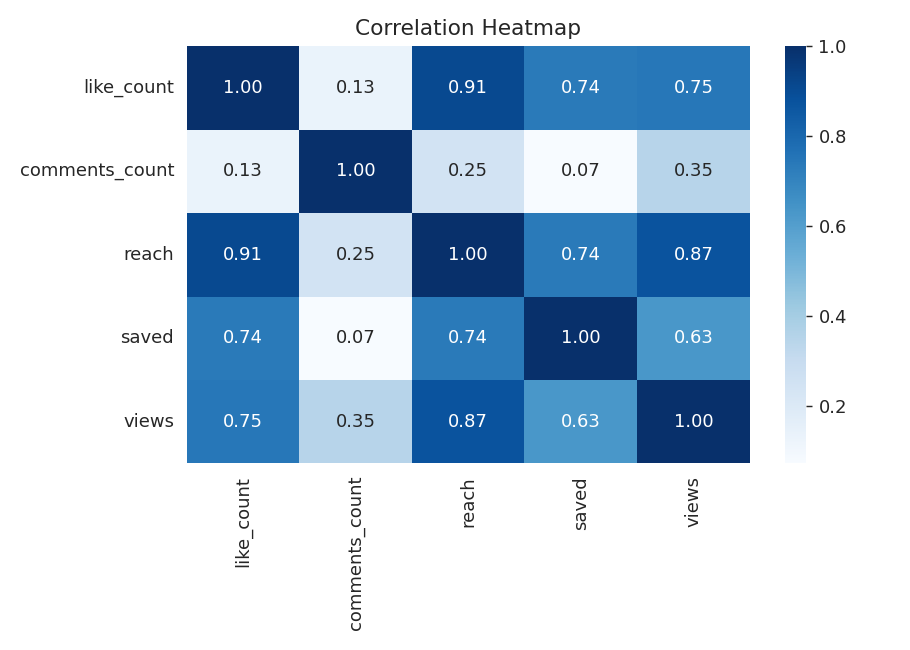 Correlation Heatmap
like_count 1.00 0.13 0.91 0.74 0.75
comments_count 0.13 1.00 0.25 0.07 0.35
reach 0.91 0.25 1.00 0.74 0.87
saved 0.74 0.07 0.74 1.00 0.63
views 0.75 0.35 0.87 0.63 1.00
like_count comments_count reach saved views
1.0
0.8
0.6
0.4
0.2